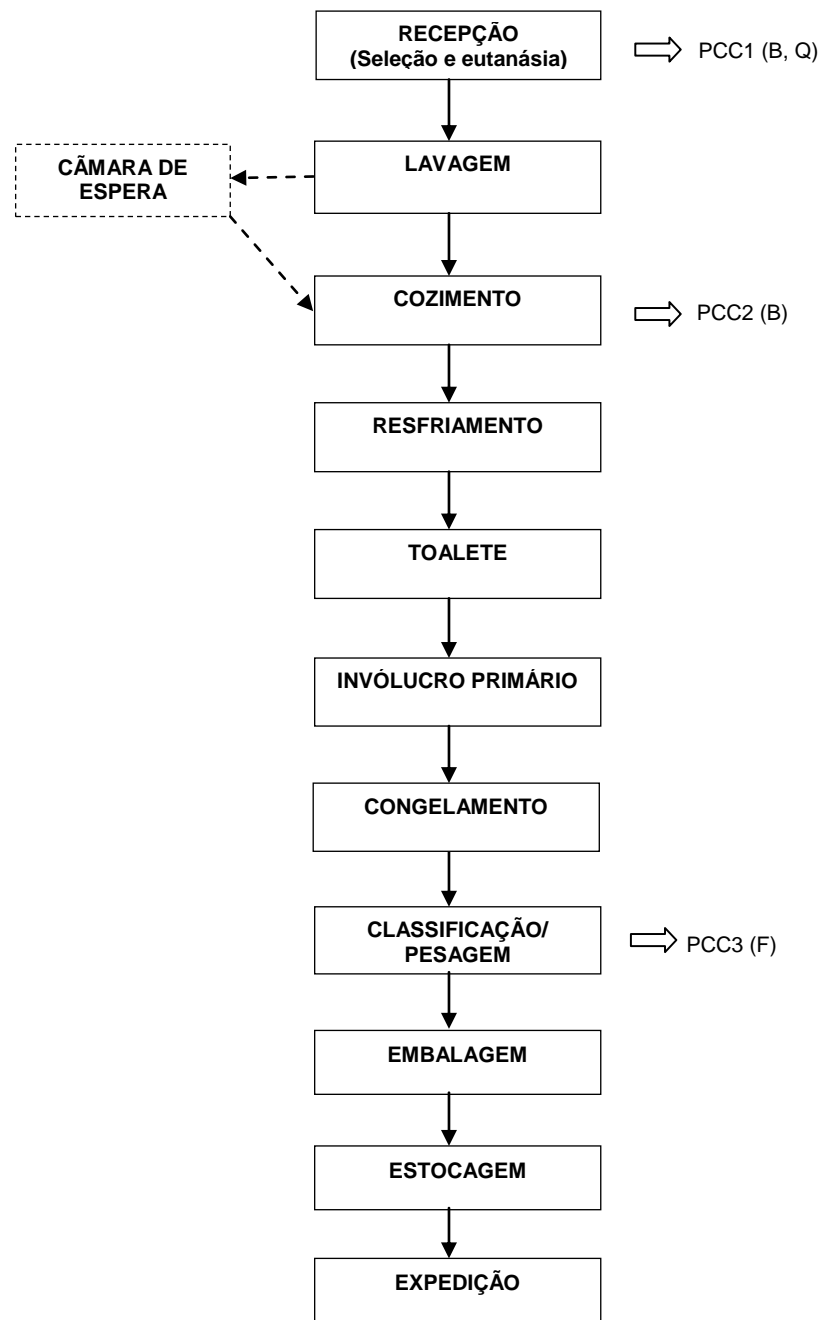 RECEPÇÃO
(Seleção e eutanásia)
PCC1 (B, Q)
LAVAGEM
CÃMARA DE
ESPERA
COZIMENTO
PCC2 (B)
RESFRIAMENTO
TOALETE
INVÓLUCRO PRIMÁRIO
CONGELAMENTO
CLASSIFICAÇÃO/
PESAGEM
PCC3 (F)
EMBALAGEM
ESTOCAGEM
EXPEDIÇÃO